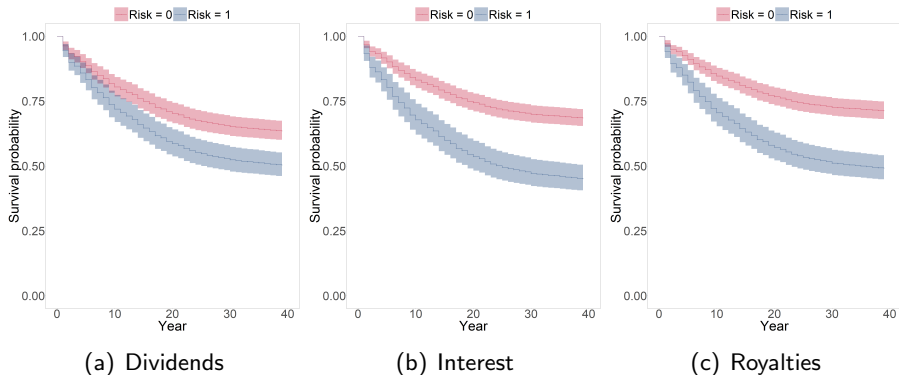 Risk = 0 Risk = 1
Survival probability
1.00
0.75
0.50
0.25
0.00
0 10 20 30 40
Year
(a) Dividends
Risk = 0 Risk = 1
Survival probability
1.00
0.75
0.50
0.25
0.00
0 10 20 30 40
Year
(b) Interest
Risk = 0 Risk = 1
Survival probability
1.00
0.75
0.50
0.25
0.00
0 10 20 30 40
Year
(c) Royalties